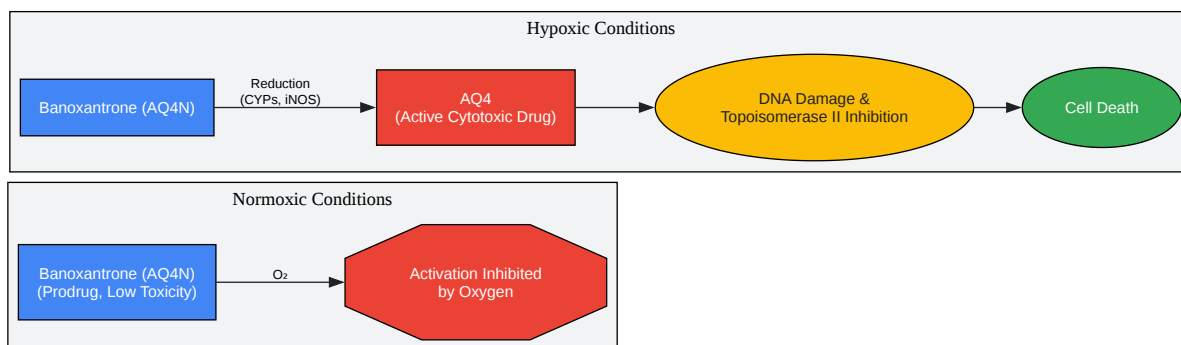 Hypoxic Conditions
Banoxantrone (AQ4N)
Reduction
(CYPs, iNOS)
AQ4
(Active Cytotoxic Drug)
DNA Damage &
Topoisomerase II Inhibition
Cell Death
Normoxic Conditions
Banoxantrone (AQ4N)
(Prodrug, Low Toxicity)
O₂
Activation Inhibited
by Oxygen